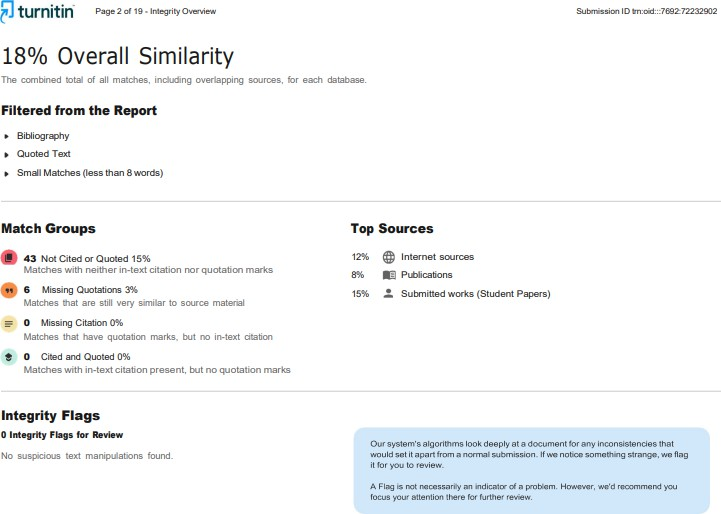 turnitin Page 2 of 19 - Integrity Overview Submission ID trn:oid:::7692:72232902
18% Overall Similarity
The combined total of all matches, including overlapping sources, for each database.
Filtered from the Report
Bibliography
Quoted Text
Small Matches (less than 8 words)
Match Groups
43 Not Cited or Quoted 15%
Matches with neither in-text citation nor quotation marks
6 Missing Quotations 3%
Matches that are still very similar to source material
0 Missing Citation 0%
Matches that have quotation marks, but no in-text citation
0 Cited and Quoted 0%
Matches with in-text citation present, but no quotation marks
Top Sources
12% Internet sources
8% Publications
15% Submitted works (Student Papers)
Integrity Flags
0 Integrity Flags for Review
No suspicious text manipulations found.
Our system's algorithms look deeply at a document for any inconsistencies that
would set it apart from a normal submission. If we notice something strange, we flag
it for you to review.
A Flag is not necessarily an indicator of a problem. However, we'd recommend you
focus your attention there for further review.